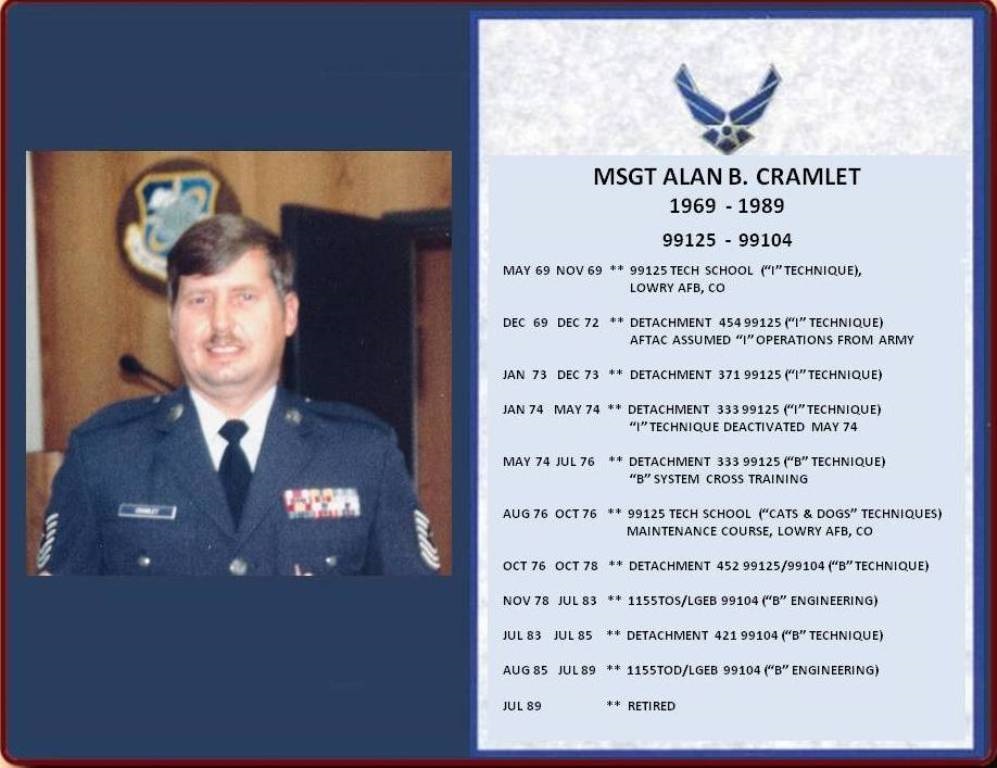 CRAMLET
MSGT ALAN B. CRAMLET
1969 - 1989
99125 - 99104
MAY 69 NOV 69 ** 99125 TECH SCHOOL (“I” TECHNIQUE),
LOWRY AFB, CO
DEC 69 DEC 72 ** DETACHMENT 454 99125 (“I” TECHNIQUE)
AFTAC ASSUMED “I” OPERATIONS FROM ARMY
JAN 73 DEC 73 ** DETACHMENT 371 99125 (“I” TECHNIQUE)
JAN 74 MAY 74 ** DETACHMENT 333 99125 (“I” TECHNIQUE)
“I” TECHNIQUE DEACTIVATED MAY 74
MAY 74 JUL 76 ** DETACHMENT 333 99125 (“B” TECHNIQUE)
“B” SYSTEM CROSS TRAINING
AUG 76 OCT 76 ** 99125 TECH SCHOOL (“CATS & DOGS” TECHNIQUES)
MAINTENANCE COURSE, LOWRY AFB, CO
OCT 76 OCT 78 ** DETACHMENT 452 99125/99104 (“B” TECHNIQUE)
NOV 78 JUL 83 ** 1155TOS/LGEB 99104 (“B” ENGINEERING)
JUL 83 JUL 85 ** DETACHMENT 421 99104 (“B” TECHNIQUE)
AUG 85 JUL 89 ** 1155TOD/LGEB 99104 (“B” ENGINEERING)
JUL 89 ** RETIRED